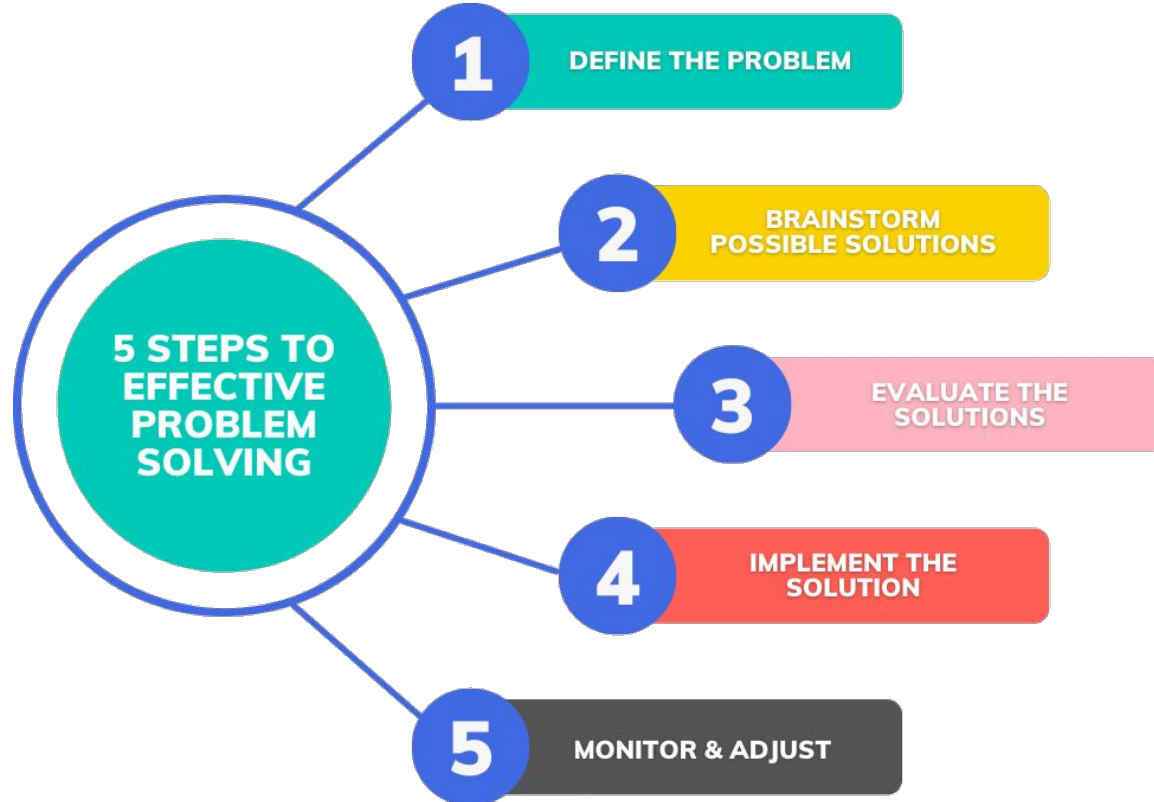 5 STEPS TO
EFFECTIVE
PROBLEM
SOLVING
1
DEFINE THE PROBLEM
2
BRAINSTORM
POSSIBLE SOLUTIONS
3
EVALUATE THE
SOLUTIONS
4
IMPLEMENT THE
SOLUTION
5
MONITOR & ADJUST